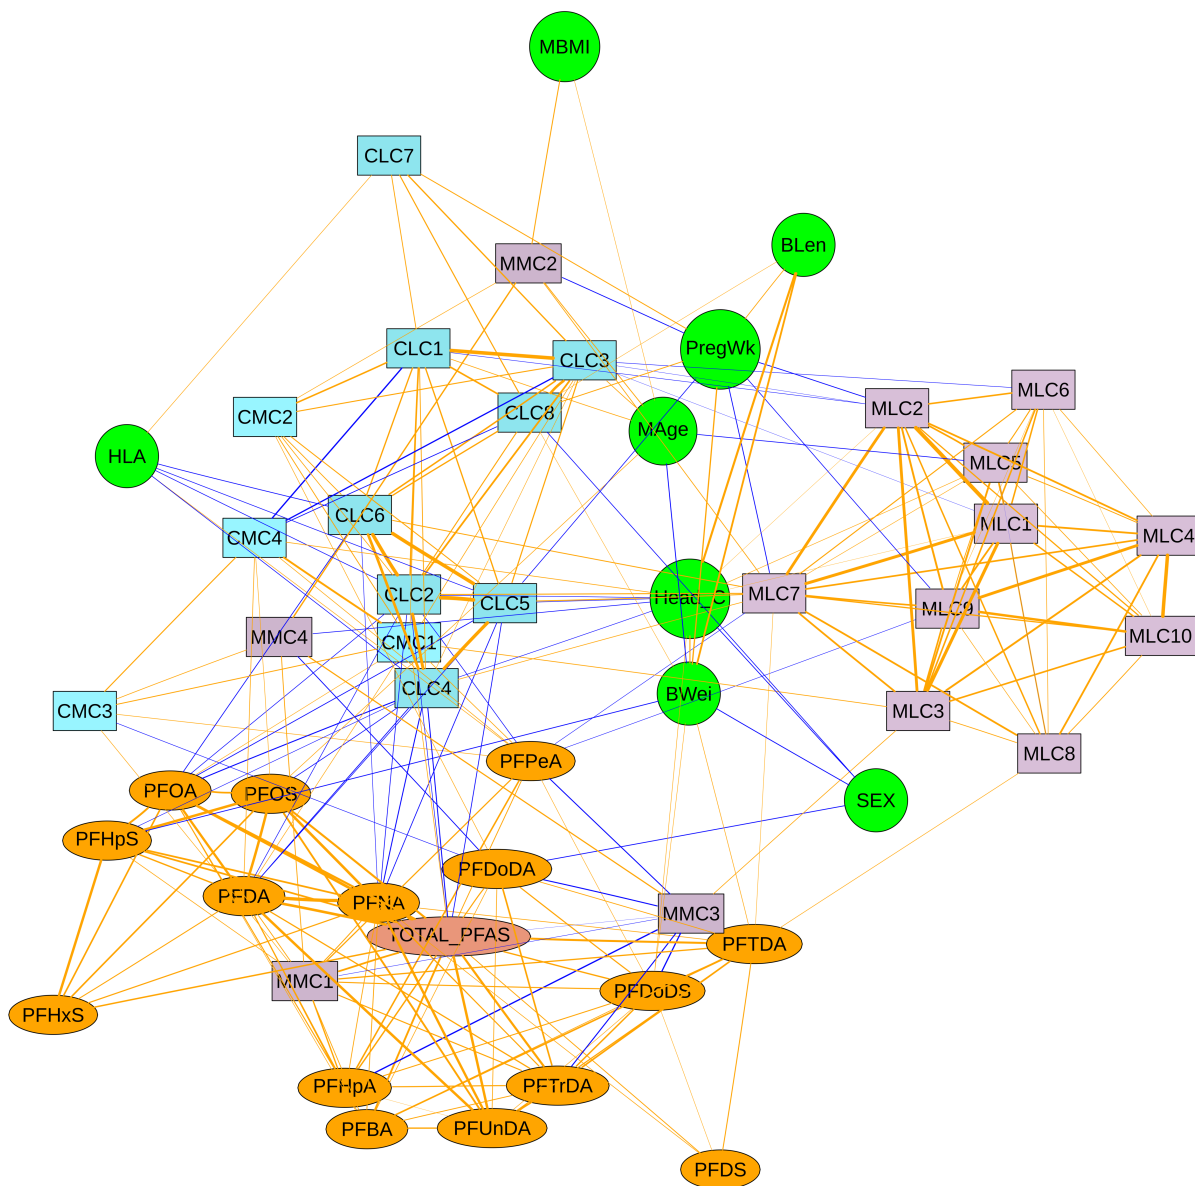 MBMI
CLC7
BLen
MMC2
PregWk
CLC1
CLC3
MLC6
MLC2
CLC8
CMC2
MAge
HLA
MLC5
CLC6
MLC1
CMC4
MLC4
CLC2
MLC7
Head_C
CLC5
MLC9
MMC4
CMC1
MLC10
CLC4
BWei
CMC3
MLC3
MLC8
PFPeA
PFOA
PFOS
SEX
PFHpS
PFDoDA
PFDA
PFNA
MMC3
TOTAL_PFAS
PFTDA
MMC1
PFDoDS
PFHxS
PFHpA
PFTrDA
PFBA
PFUnDA
PFDS